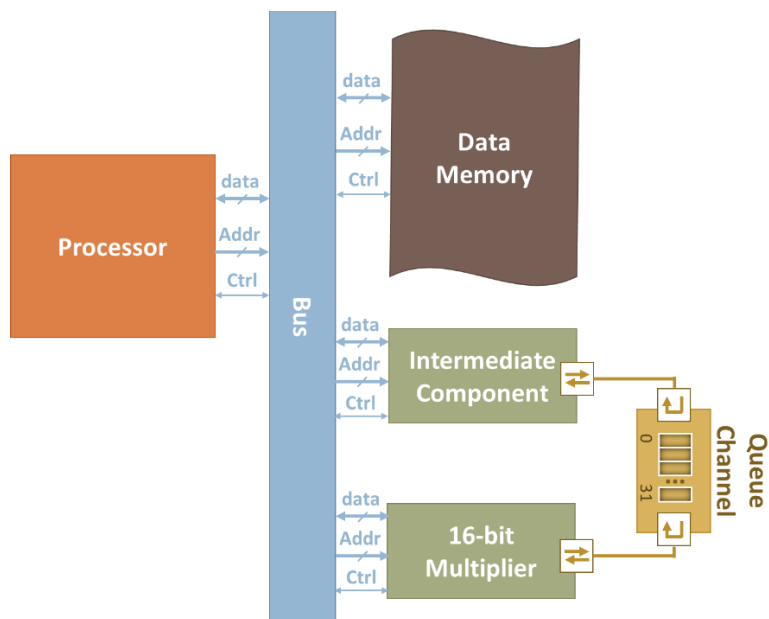 data
Addr
Ctrl
Data
Memory
Processor
data
Addr
Ctrl
Bus
data
Addr
Ctrl
Intermediate
Component
0
31
Queue
Channel
data
Addr
Ctrl
16-bit
Multiplier